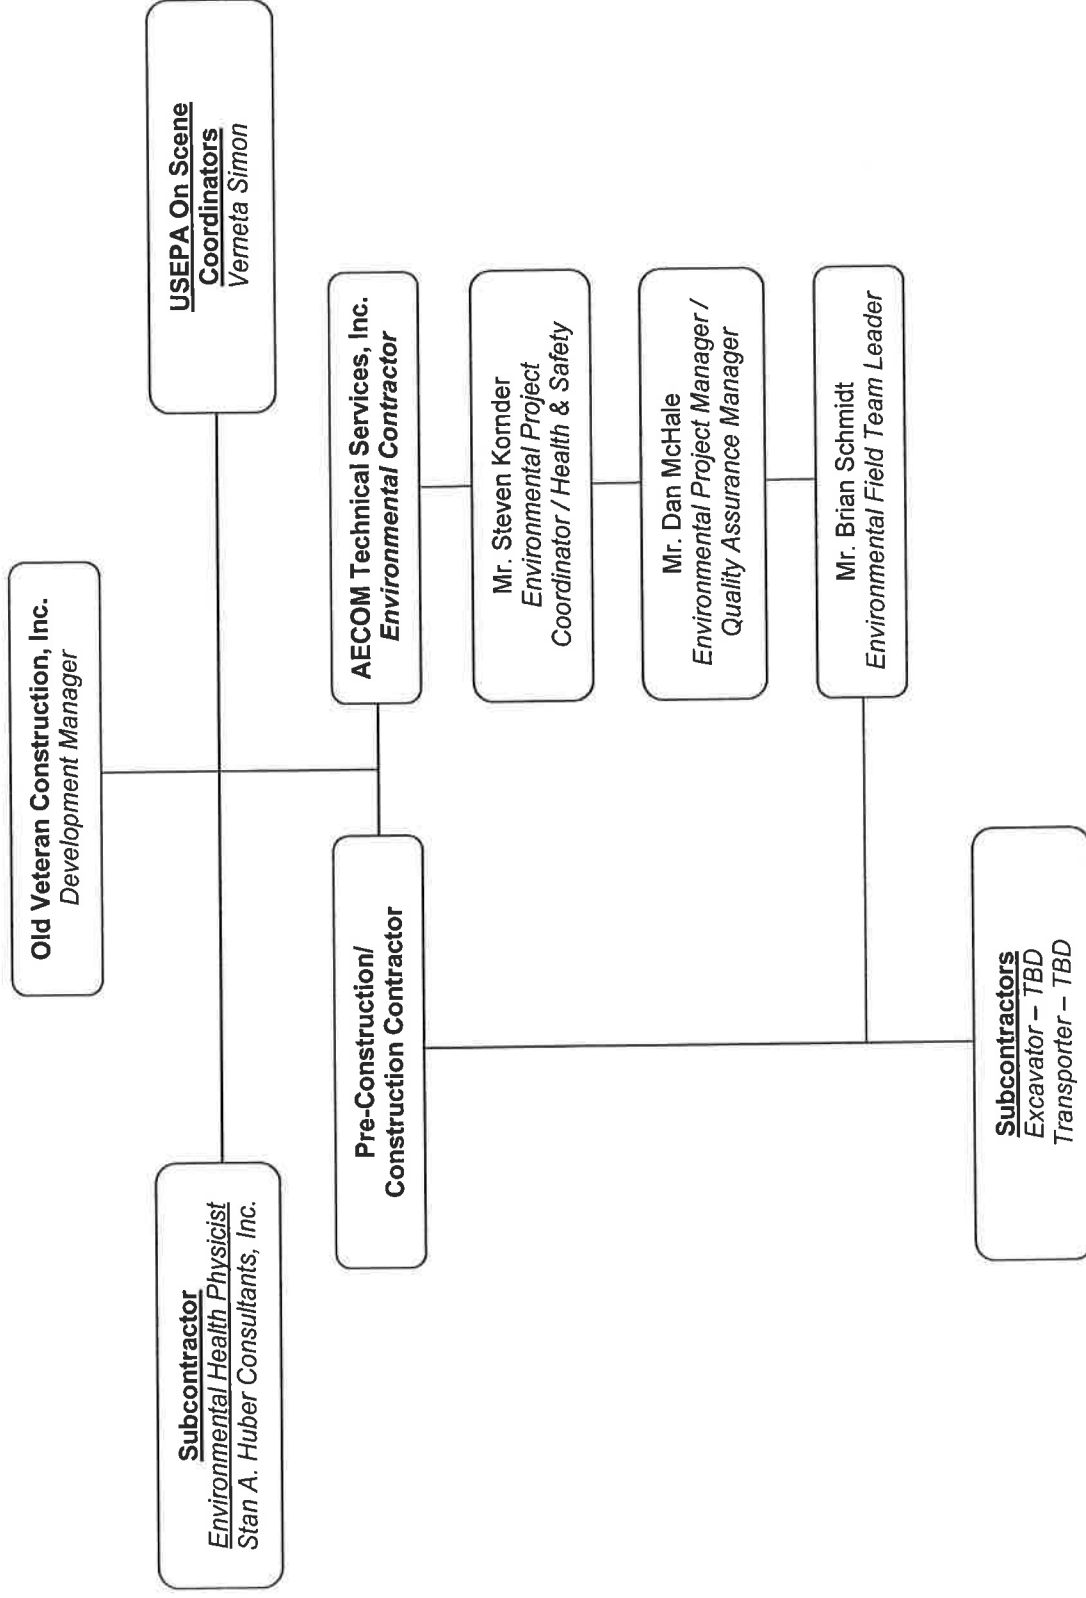 Old Veteran Construction, Inc.
Development Manager
Subcontractor
Environmental Health Physicist
Stan A. Huber Consultants, Inc.
USEPA On Scene
Coordinators
Verneta Simon
Pre-Construction/
Construction Contractor
AECOM Technical Services, Inc.
Environmental Contractor
Mr. Steven Kornder
Environmental Project
Coordinator / Health & Safety
Mr. Dan McHale
Environmental Project Manager /
Quality Assurance Manager
Mr. Brian Schmidt
Environmental Field Team Leader
Subcontractors
Excavator – TBD
Transporter – TBD